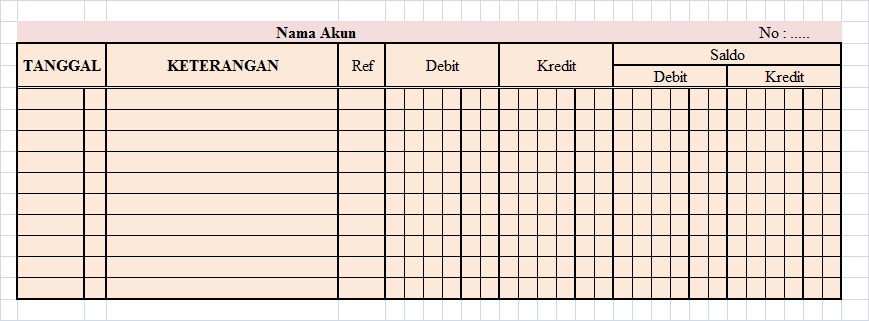 Nama Akun No : .....
TANGGAL KETERANGAN Ref Debit Kredit Saldo
Debit Kredit